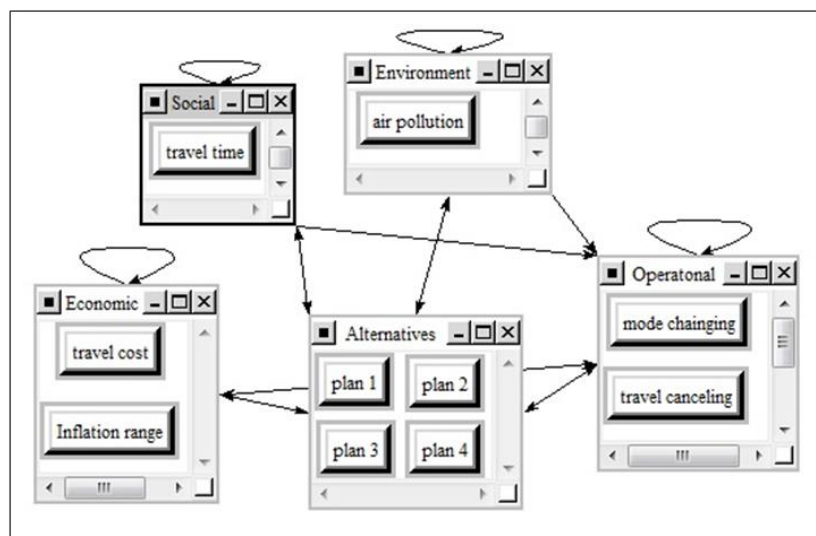 Environment
air pollution
Social
travel time
Operatonal
mode chainging
travel canceling
Economic
travel cost
Inflation range
Alternatives
plan 1
plan 2
plan 3
plan 4